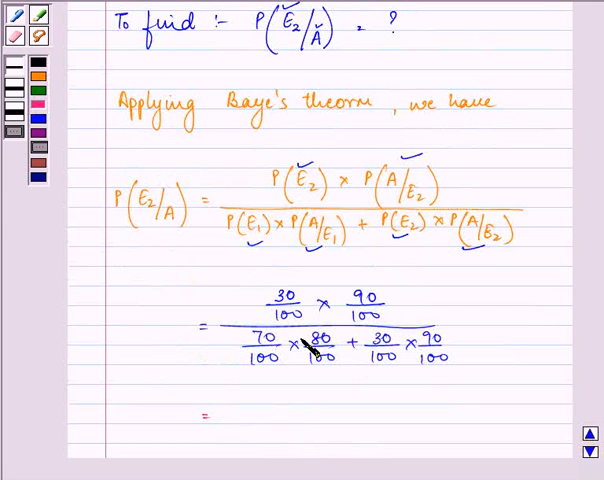 To find :- P(E₂/A) = ?
Applying Baye's theorm, we have
P(E₂/A) = P(E₂) × P(A/E₂) / P(E₁) × P(A/E₁) + P(E₂) × P(A/E₂)
= 30/100 × 90/100 / 70/100 × 80/100 + 30/100 × 90/100
=